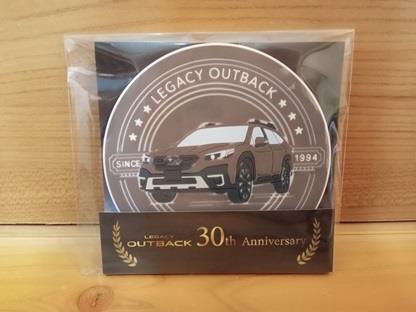 LEGACY OUTBACK
SINCE 1994
LEGACY
OUTBACK 30th Anniversary